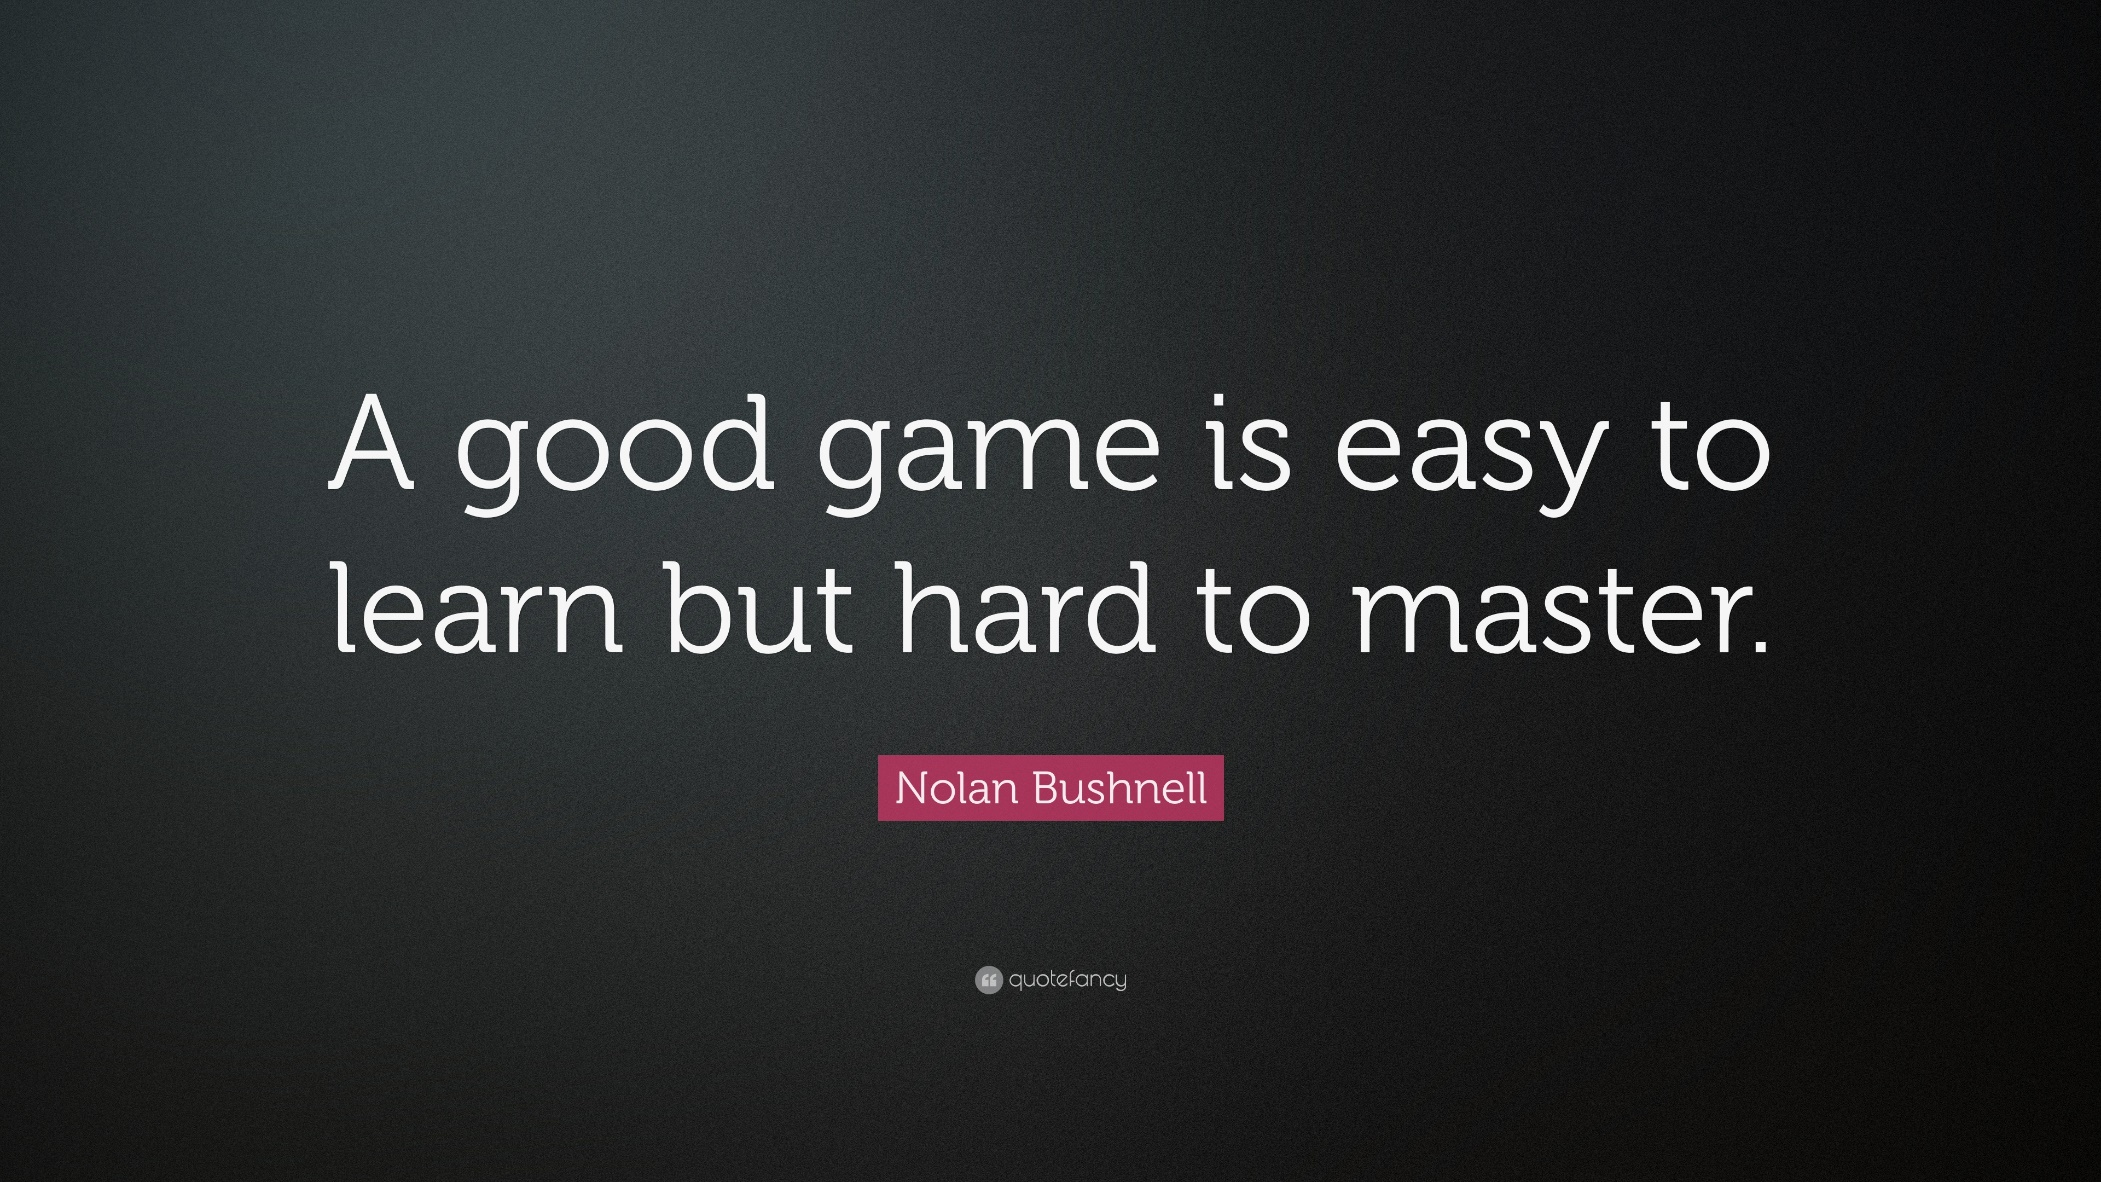 A good game is easy to
learn but hard to master.
Nolan Bushnell
quotefancy